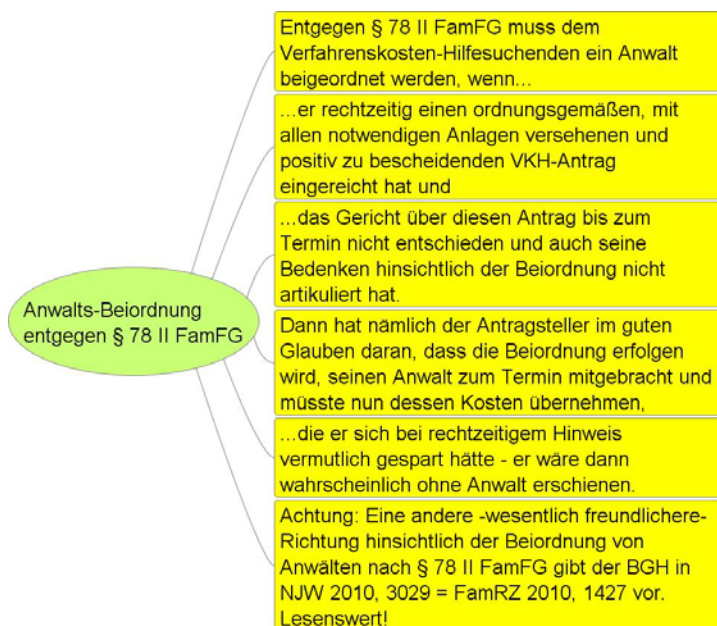 Anwalts-Beiordnung
entgegen § 78 II FamFG
Entgegen § 78 II FamFG muss dem
Verfahrenskosten-Hilfesuchenden ein Anwalt
beigeordnet werden, wenn...
...er rechtzeitig einen ordnungsgemäßen, mit
allen notwendigen Anlagen versehenen und
positiv zu bescheidenden VKH-Antrag
eingereicht hat und
...das Gericht über diesen Antrag bis zum
Termin nicht entschieden und auch seine
Bedenken hinsichtlich der Beiordnung nicht
artikuliert hat.
Dann hat nämlich der Antragsteller im guten
Glauben daran, dass die Beiordnung erfolgen
wird, seinen Anwalt zum Termin mitgebracht und
müsste nun dessen Kosten übernehmen,
...die er sich bei rechtzeitigem Hinweis
vermutlich gespart hätte - er wäre dann
wahrscheinlich ohne Anwalt erschienen.
Achtung: Eine andere -wesentlich freundlichere-
Richtung hinsichtlich der Beiordnung von
Anwälten nach § 78 II FamFG gibt der BGH in
NJW 2010, 3029 = FamRZ 2010, 1427 vor.
Lesenswert!